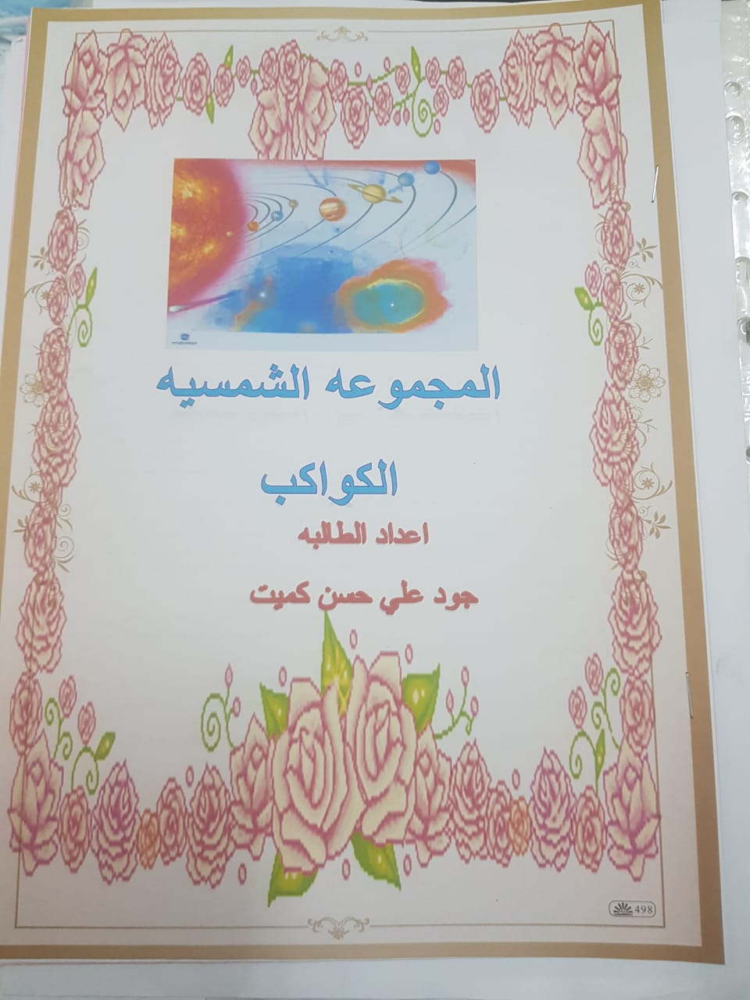 المجموعه الشمسيه
الكواكب
اعداد الطالبه
جود علي حسن كميت
498